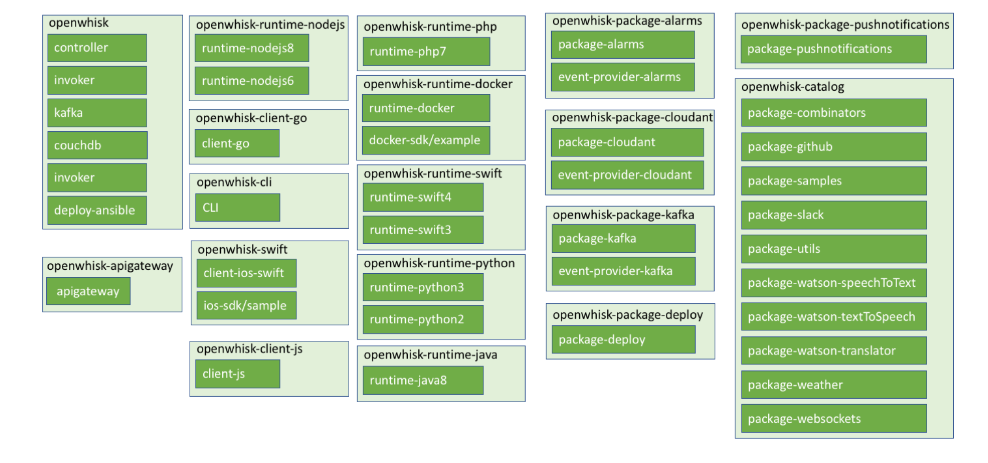 openwhisk
controller
invoker
kafka
couchdb
invoker
deploy-ansible
openwhisk-apigateway
apigateway
openwhisk-runtime-nodejs
runtime-nodejs8
runtime-nodejs6
openwhisk-client-go
client-go
openwhisk-cli
CLI
openwhisk-swift
client-ios-swift
ios-sdk/sample
openwhisk-client-js
client-js
openwhisk-runtime-php
runtime-php7
openwhisk-runtime-docker
runtime-docker
docker-sdk/example
openwhisk-runtime-swift
runtime-swift4
runtime-swift3
openwhisk-runtime-python
runtime-python3
runtime-python2
openwhisk-runtime-java
runtime-java8
openwhisk-package-alarms
package-alarms
event-provider-alarms
openwhisk-package-cloudant
package-cloudant
event-provider-cloudant
openwhisk-package-kafka
package-kafka
event-provider-kafka
openwhisk-package-deploy
package-deploy
openwhisk-package-pushnotifications
package-pushnotifications
openwhisk-catalog
package-combinators
package-github
package-samples
package-slack
package-utils
package-watson-speechToText
package-watson-textToSpeech
package-watson-translator
package-weather
package-websockets